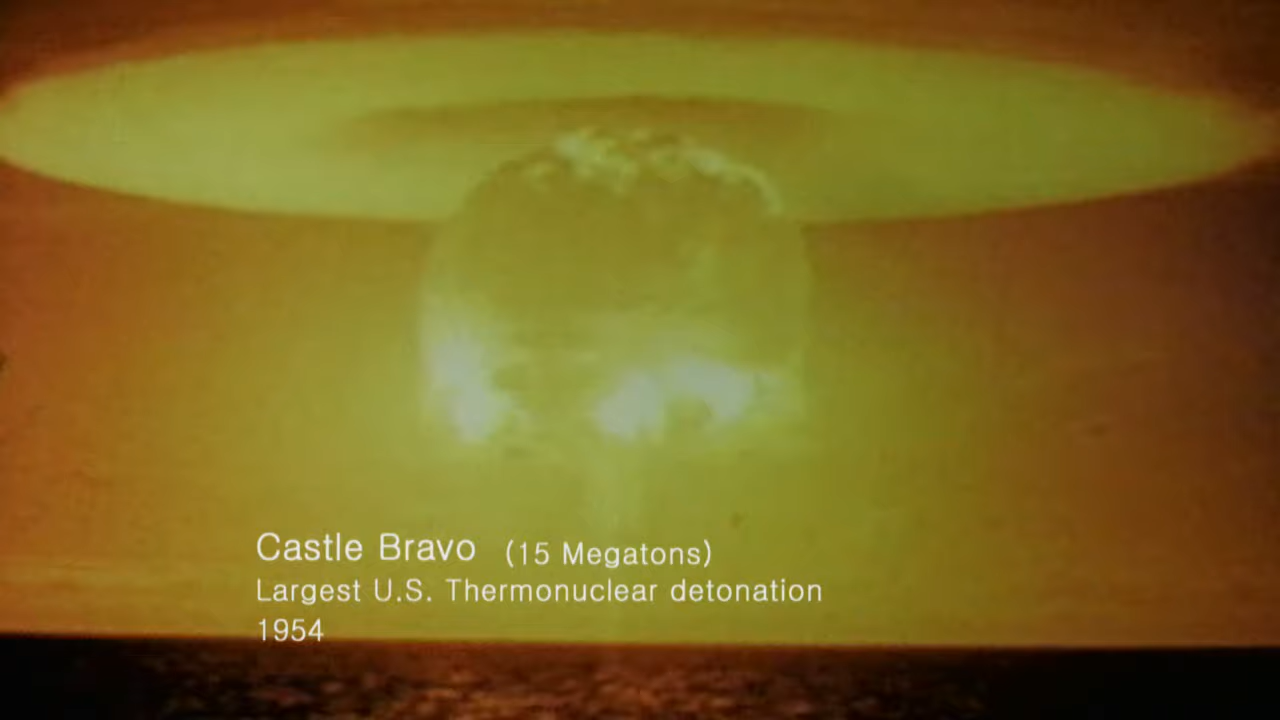 Castle Bravo (15 Megatons)
Largest U.S. Thermonuclear detonation
1954